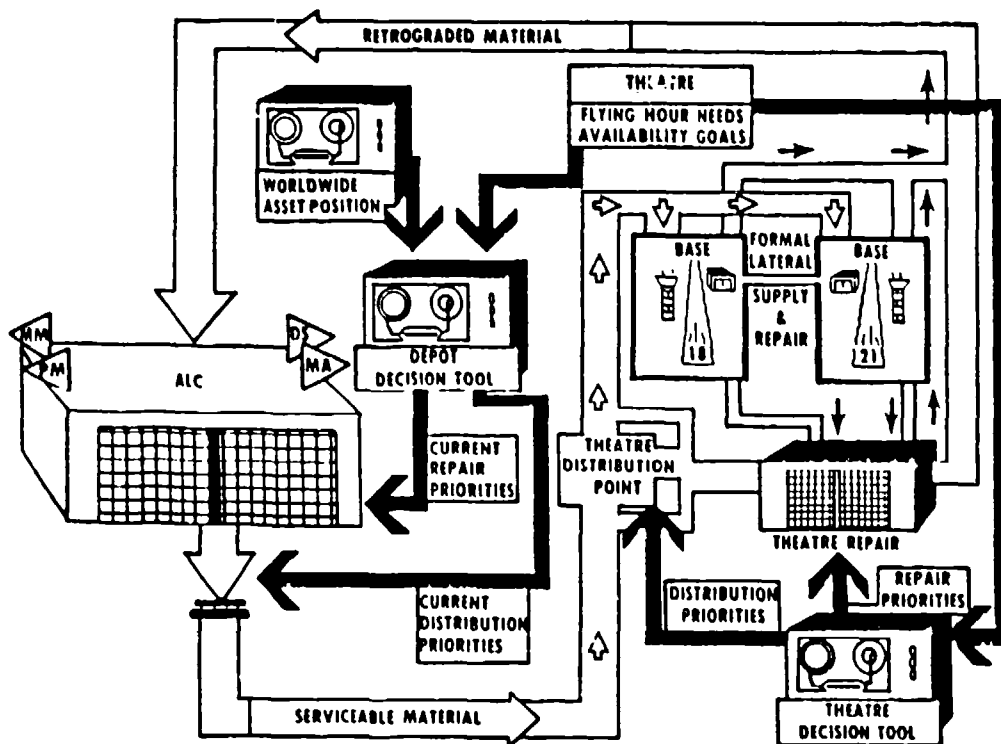 RETROGRADED MATERIAL
THEATRE
FLYING HOUR NEEDS
AVAILABILITY GOALS
WORLDWIDE
ASSET POSITION
BASE
18
FORMAL
LATERAL
SUPPLY
&
REPAIR
BASE
21
MM
PM
D
MA
ALC
DEPOT
DECISION TOOL
CURRENT
REPAIR
PRIORITIES
THEATRE
DISTRIBUTION
POINT
THEATRE REPAIR
CURRENT
DISTRIBUTION
PRIORITIES
DISTRIBUTION
PRIORITIES
REPAIR
PRIORITIES
SERVICEABLE MATERIAL
THEATRE
DECISION TOOL